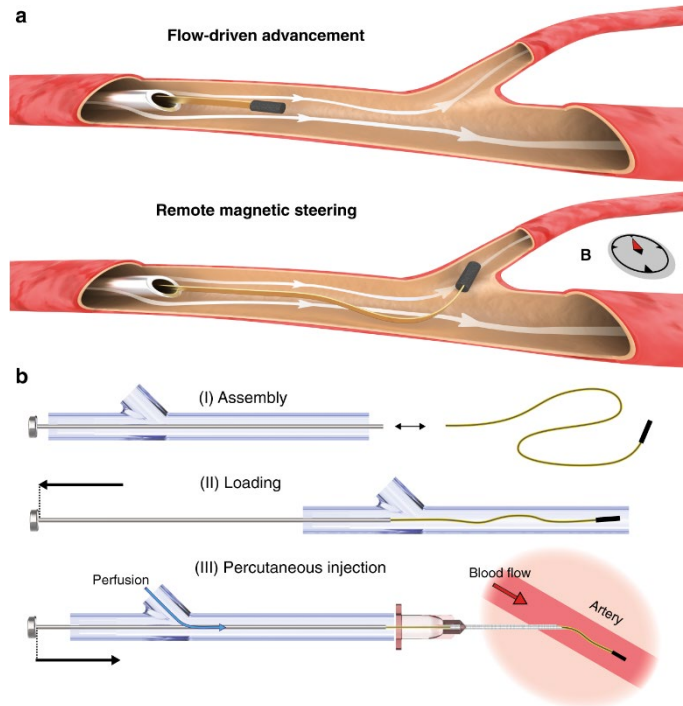 a
Flow-driven advancement
Remote magnetic steering
B
b
(I) Assembly
(II) Loading
(III) Percutaneous injection
Perfusion
Blood flow
Artery